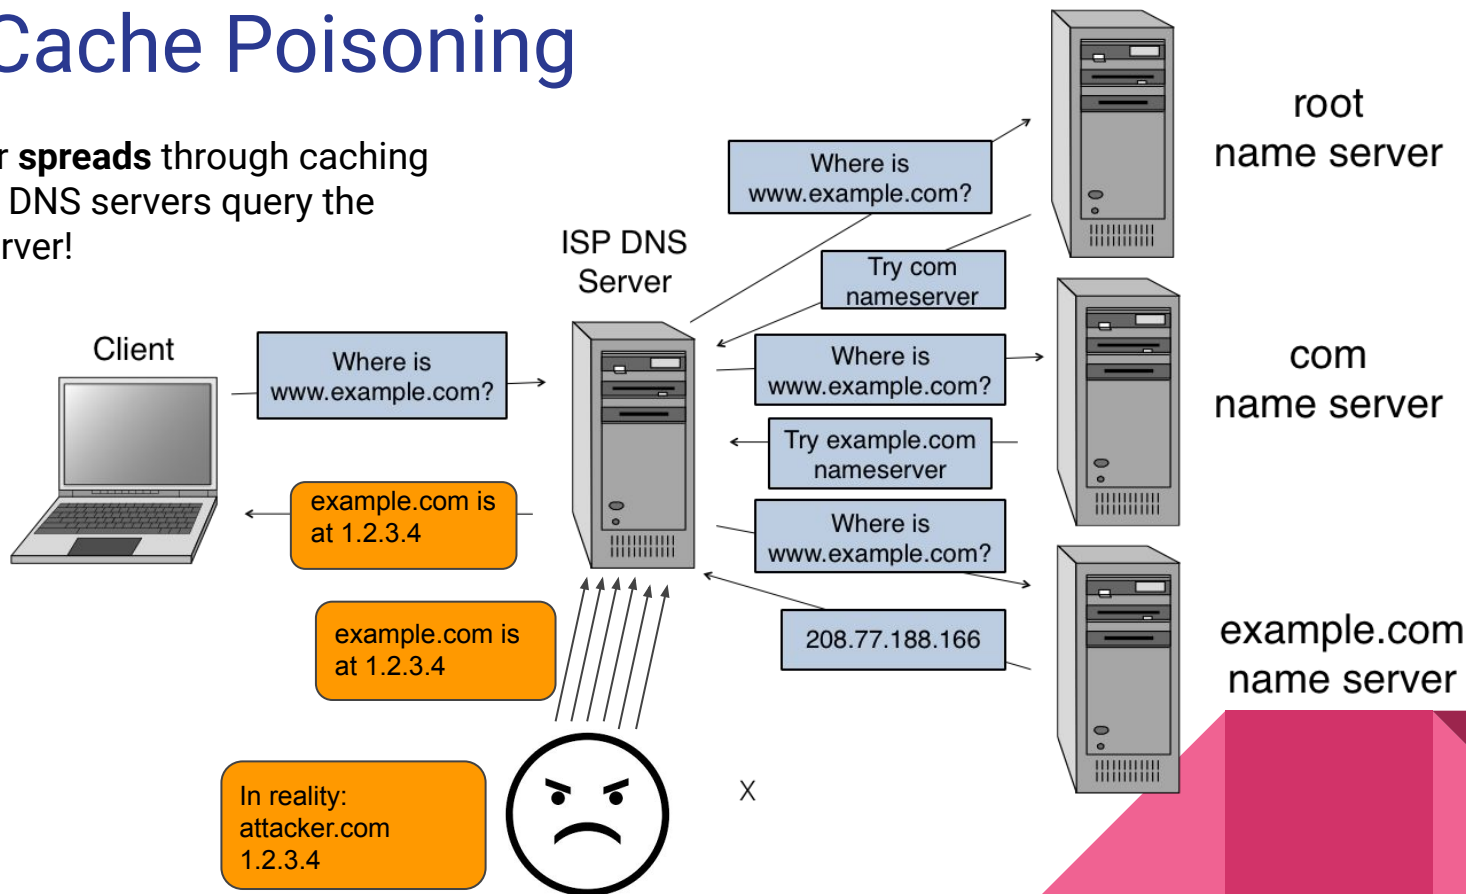 Cache Poisoning
r spreads through caching
DNS servers query the
rver!
Where is
www.example.com?
root
name server
ISP DNS
Server
Try com
nameserver
Client
Where is
www.example.com?
Where is
www.example.com?
com
name server
Try example.com
nameserver
example.com is
at 1.2.3.4
Where is
www.example.com?
example.com is
at 1.2.3.4
208.77.188.166
example.com
name server
In reality:
attacker.com
1.2.3.4
X